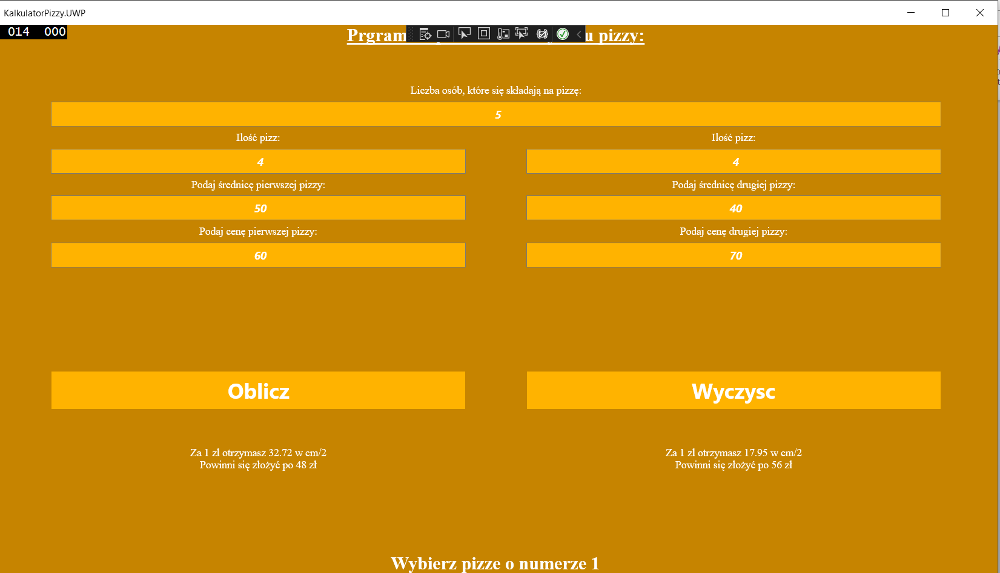 KalkulatorPizzy.UWP
014 000
Prgram u pizzy:
Liczba osób, które się składają na pizzę:
5
Ilość pizz:
Ilość pizz:
4
4
Podaj średnicę pierwszej pizzy:
Podaj średnicę drugiej pizzy:
50
40
Podaj cenę pierwszej pizzy:
Podaj cenę drugiej pizzy:
60
70
Oblicz
Wyczysc
Za 1 zl otrzymasz 32.72 w cm/2
Powinni się złożyć po 48 zł
Za 1 zl otrzymasz 17.95 w cm/2
Powinni się złożyć po 56 zł
Wybierz pizze o numerze 1